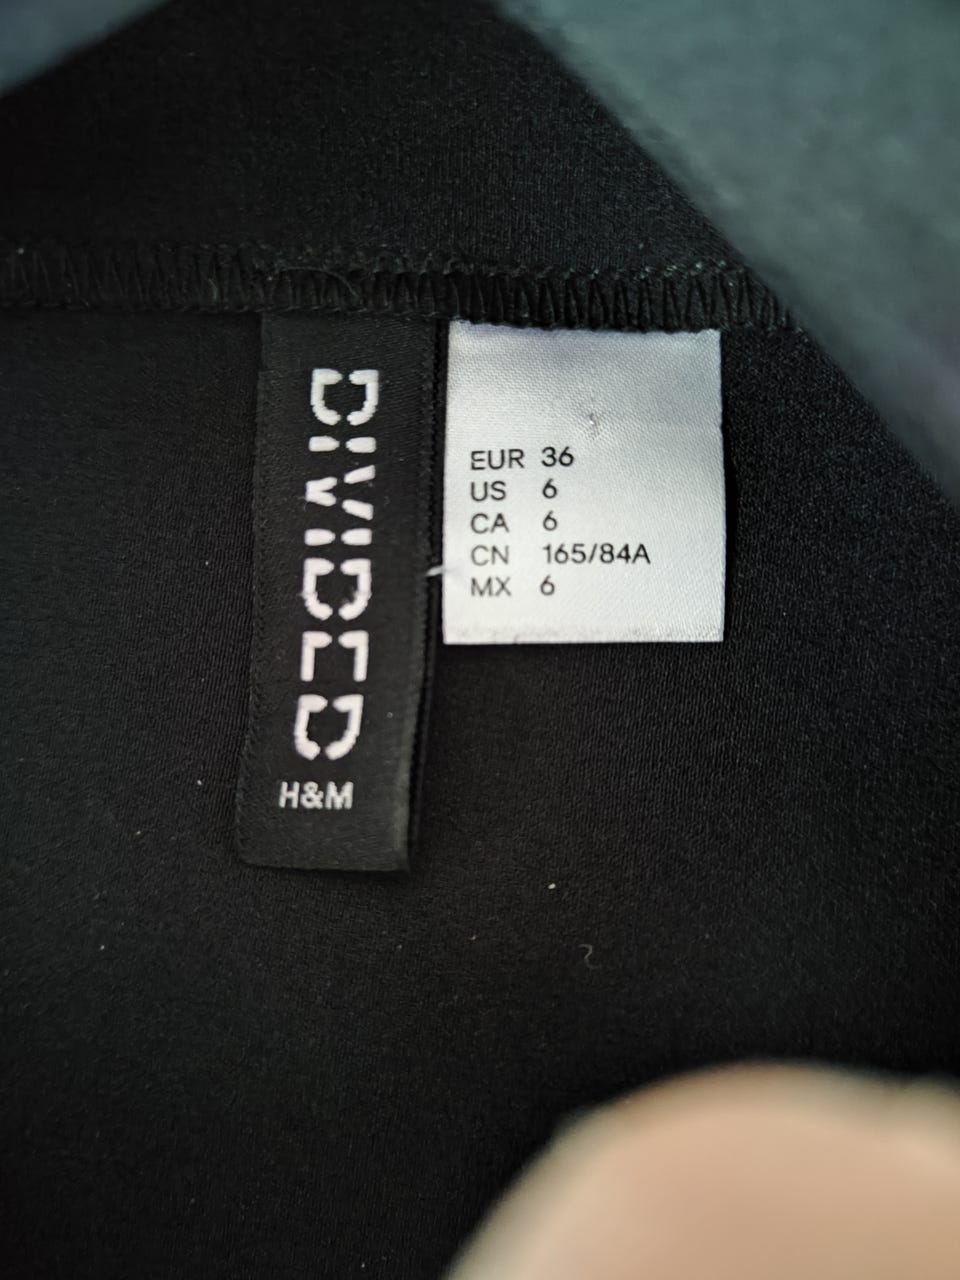 DIVIDED
H&M
EUR 36
US 6
CA 6
CN 165/84A
MX 6